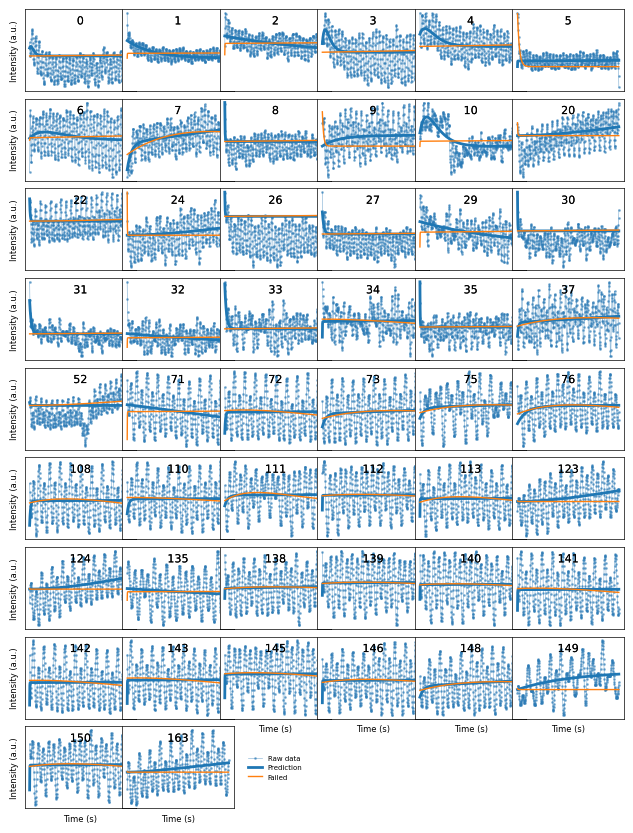 Intensity (a.u.) 0 1 2 3 4 5
Intensity (a.u.) 6 7 8 9 10 20
Intensity (a.u.) 22 24 26 27 29 30
Intensity (a.u.) 31 32 33 34 35 37
Intensity (a.u.) 52 71 72 73 75 76
Intensity (a.u.) 108 110 111 112 113 123
Intensity (a.u.) 124 135 138 139 140 141
Intensity (a.u.) 142 143 145 146 148 149
Time (s) Time (s) Time (s) Time (s)
Intensity (a.u.) 150 163
Raw data
Prediction
Failed
Time (s) Time (s)